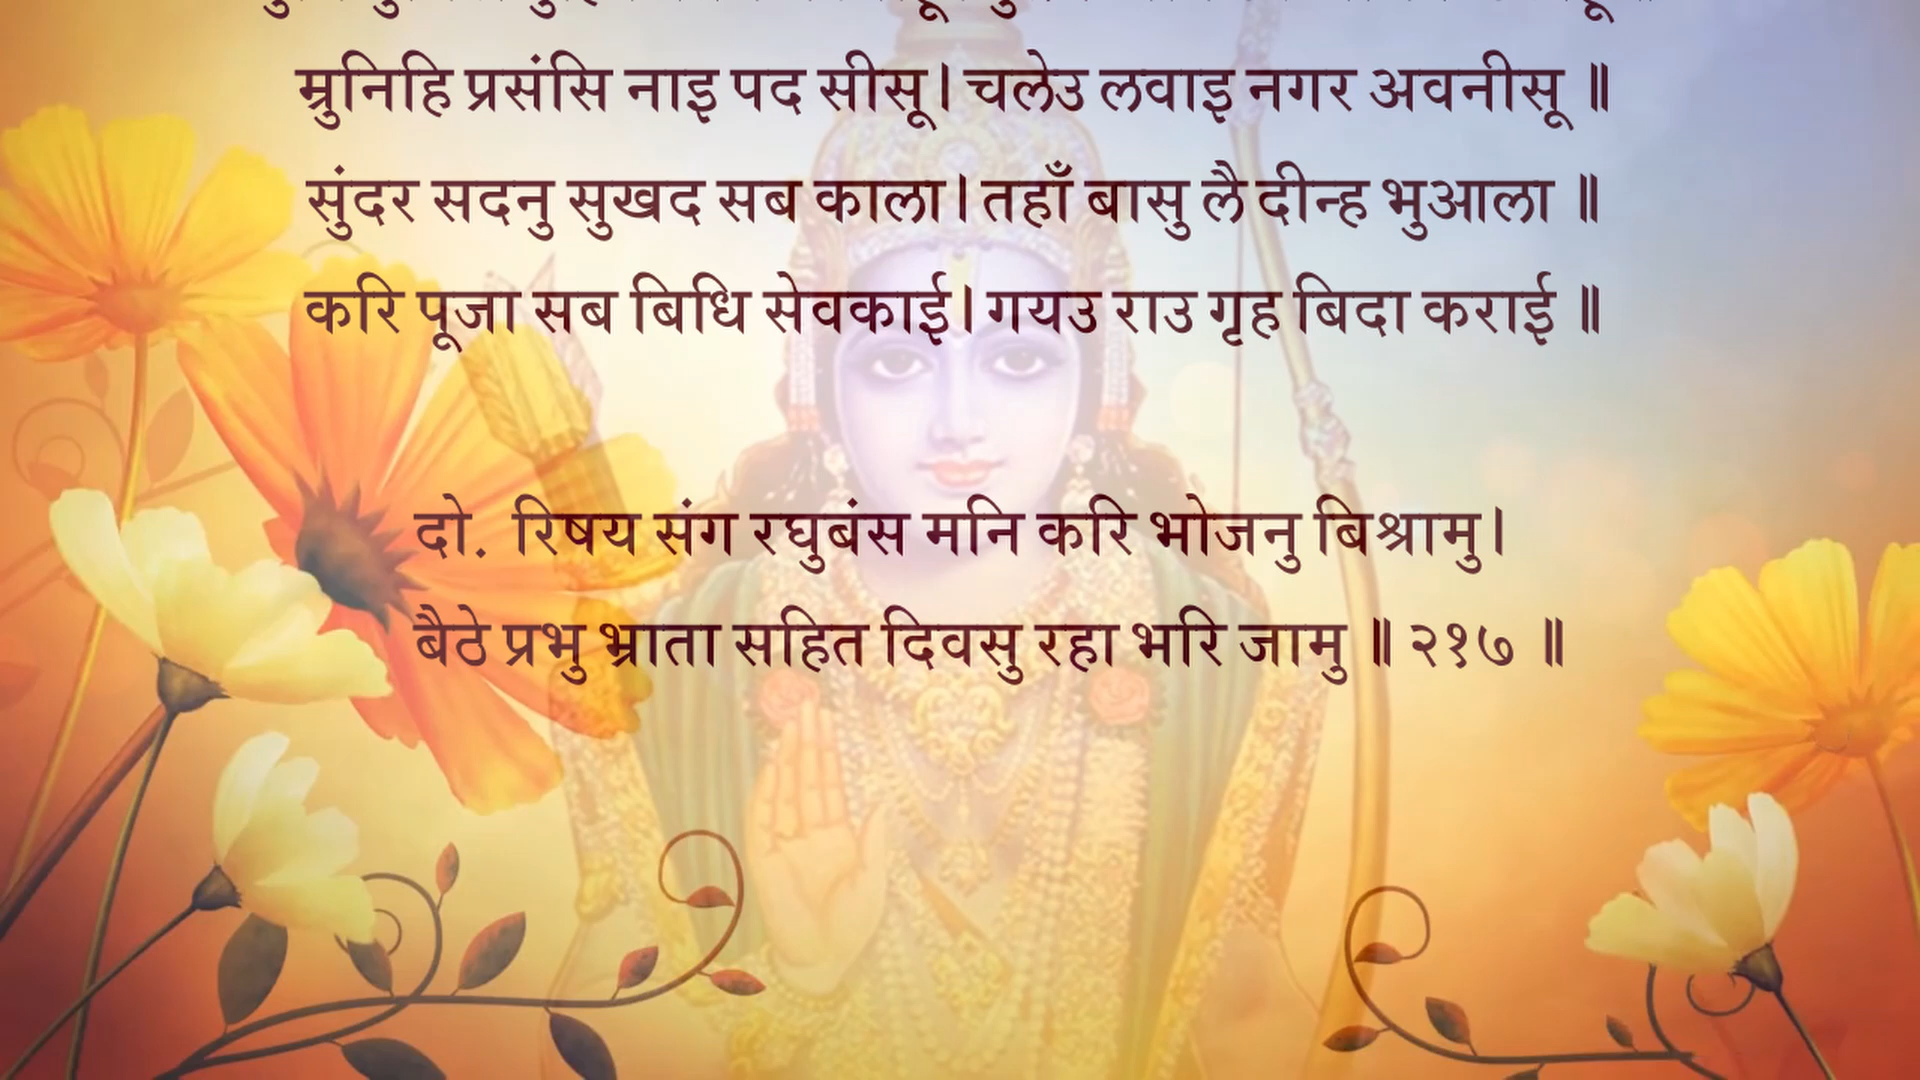 म्रुनिहि प्रसंसि नाइ पद सीसू। चलेउ लवाइ नगर अवनीसू ॥
सुंदर सदनु सुखद सब काला। तहाँ बासु लै दीन्ह भुआला ॥
करि पूजा सब बिधि सेवकाई। गयउ राउ गृह बिदा कराई ॥
दो. रिषय संग रघुबंस मनि करि भोजनु बिश्रामु।
बैठे प्रभु भ्राता सहित दिवसु रहा भरि जामु ॥ २१७ ॥